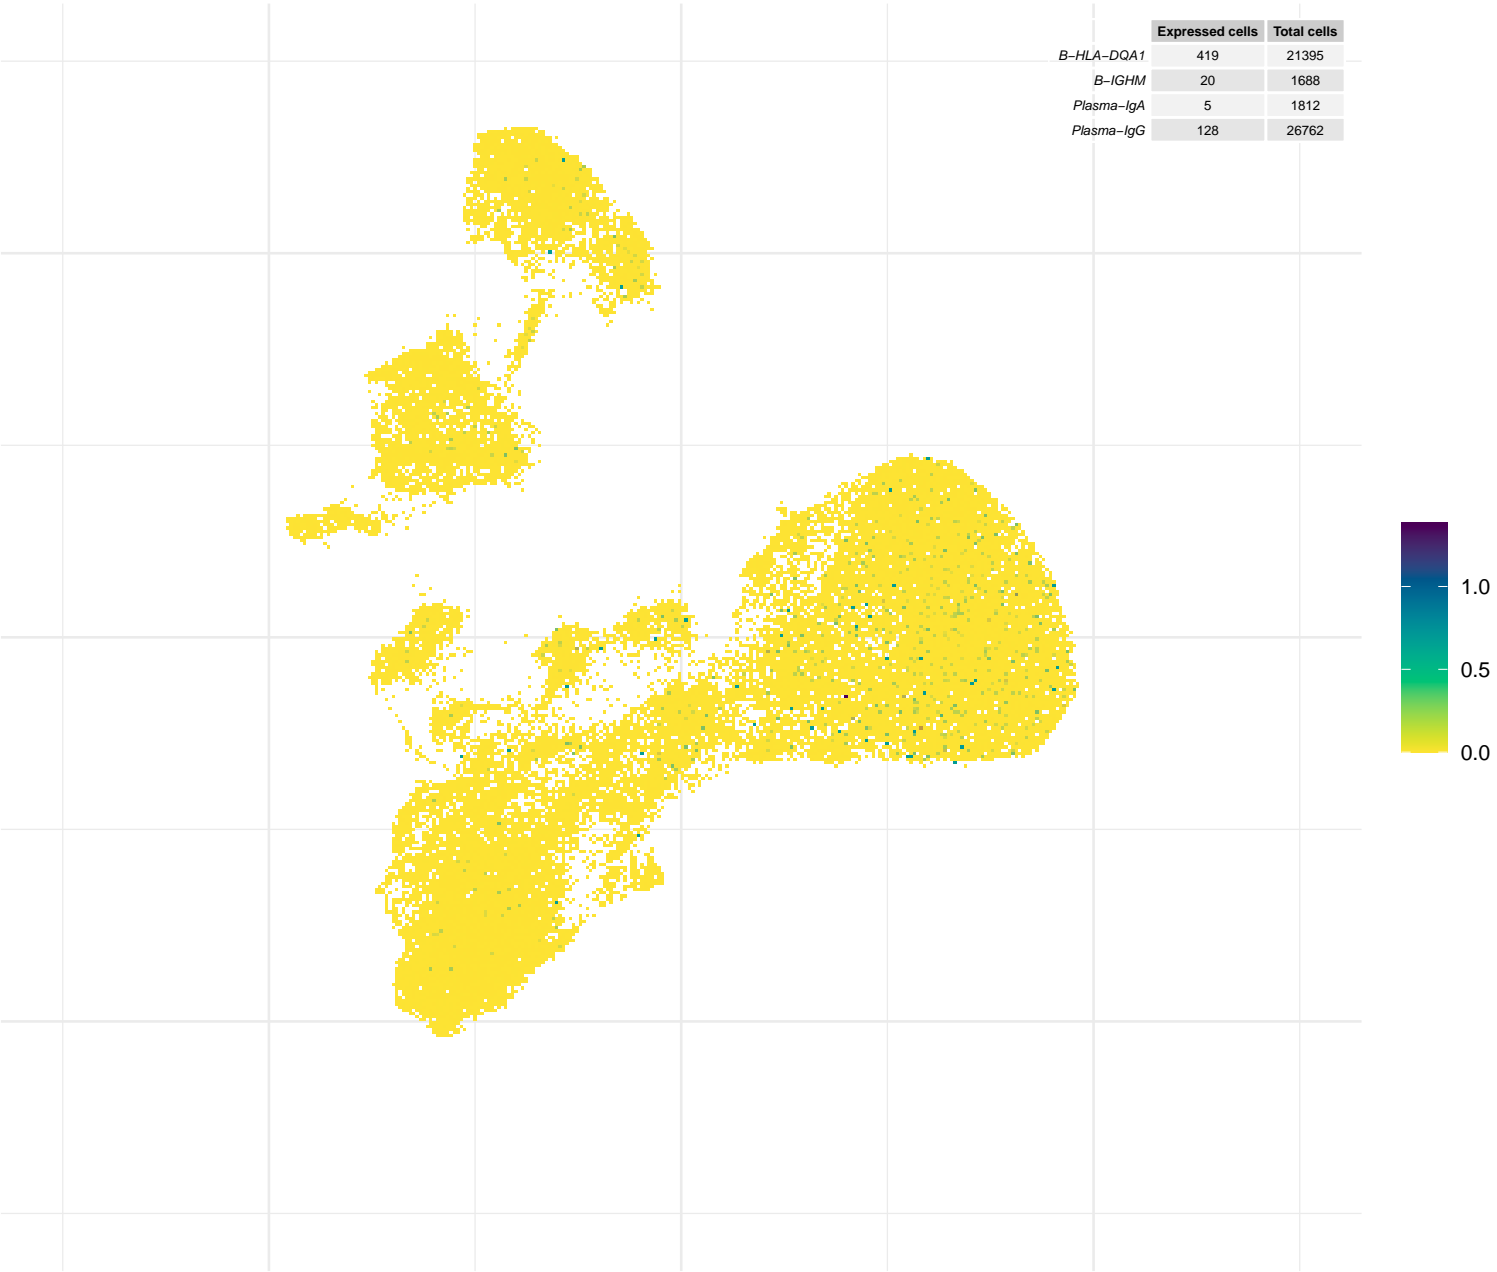 Expressed cells Total cells
B−HLA−DQA1 419 21395
B−IGHM 20 1688
Plasma−IgA 5 1812
Plasma−IgG 128 26762
1.0
0.5
0.0